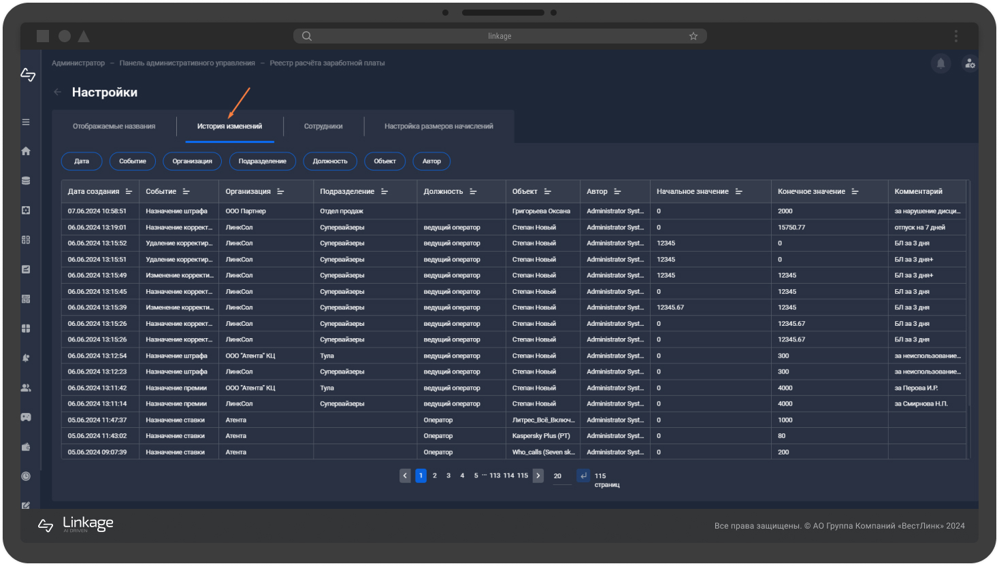 linkage
Администратор – Панель административного управления – Реестр расчёта заработной платы
← Настройки
Отображаемые названия История изменений Сотрудники Настройка размеров начислений
Дата Событие Организация Подразделение Должность Объект Автор
Дата создания Событие Организация Подразделение Должность Объект Автор Начальное значение Конечное значение Комментарий
07.06.2024 10:58:51 Назначение штрафа ООО Партнер Отдел продаж Григорьева Оксана Administrator Syst... 0 2000 за нарушение дисци...
06.06.2024 13:19:01 Назначение коррект... ЛинкСол Супервайзеры ведущий оператор Степан Новый Administrator Syst... 0 15750.77 отпуск на 7 дней
06.06.2024 13:15:52 Удаление корректир... ЛинкСол Супервайзеры ведущий оператор Степан Новый Administrator Syst... 12345 0 БЛ за 3 дня
06.06.2024 13:15:51 Удаление корректир... ЛинкСол Супервайзеры ведущий оператор Степан Новый Administrator Syst... 12345 0 БЛ за 3 дня+
06.06.2024 13:15:49 Изменение корректи... ЛинкСол Супервайзеры ведущий оператор Степан Новый Administrator Syst... 12345 12345 БЛ за 3 дня+
06.06.2024 13:15:45 Назначение коррект... ЛинкСол Супервайзеры ведущий оператор Степан Новый Administrator Syst... 0 12345 БЛ за 3 дня
06.06.2024 13:15:39 Изменение корректи... ЛинкСол Супервайзеры ведущий оператор Степан Новый Administrator Syst... 12345.67 12345 БЛ за 3 дня
06.06.2024 13:15:26 Назначение коррект... ЛинкСол Супервайзеры ведущий оператор Степан Новый Administrator Syst... 0 12345.67 БЛ за 3 дня
06.06.2024 13:15:26 Назначение коррект... ЛинкСол Супервайзеры ведущий оператор Степан Новый Administrator Syst... 0 12345.67 БЛ за 3 дня
06.06.2024 13:12:54 Назначение штрафа ООО "Атента" КЦ Тула ведущий оператор Степан Новый Administrator Syst... 0 300 за неиспользование...
06.06.2024 13:12:23 Назначение штрафа ЛинкСол Супервайзеры ведущий оператор Степан Новый Administrator Syst... 0 300 за неиспользование...
06.06.2024 13:11:42 Назначение премии ООО "Атента" КЦ Тула ведущий оператор Степан Новый Administrator Syst... 0 4000 за Перова И.Р.
06.06.2024 13:11:14 Назначение премии ЛинкСол Супервайзеры ведущий оператор Степан Новый Administrator Syst... 0 4000 за Смирнова Н.П.
05.06.2024 11:47:37 Назначение ставки Атента Оператор Литрес_Всё_Включ... Administrator Syst... 0 1000
05.06.2024 11:43:02 Назначение ставки Атента Оператор Kaspersky Plus (РТ) Administrator Syst... 0 80
05.06.2024 09:07:39 Назначение ставки Атента Оператор Who_calls (Seven sk... Administrator Syst... 0 200
1 2 3 4 5 ... 113 114 115 20 115
страниц
Linkage
AI DRIVEN
Все права защищены. © АО Группа Компаний «ВестЛинк» 2024